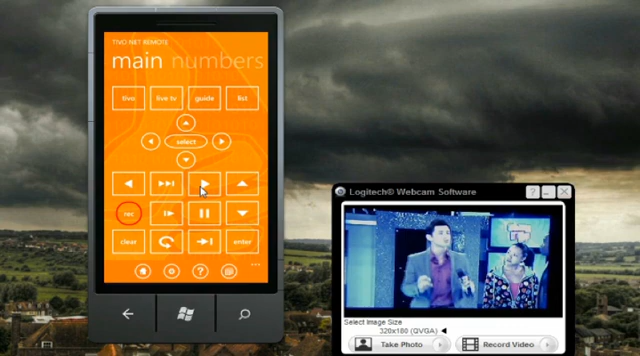 TIVO NET REMOTE
main numbers
tivo live tv guide list
select
rec
clear enter
Logitech® Webcam Software
Select Image Size
320x180 (QVGA)
Take Photo Record Video